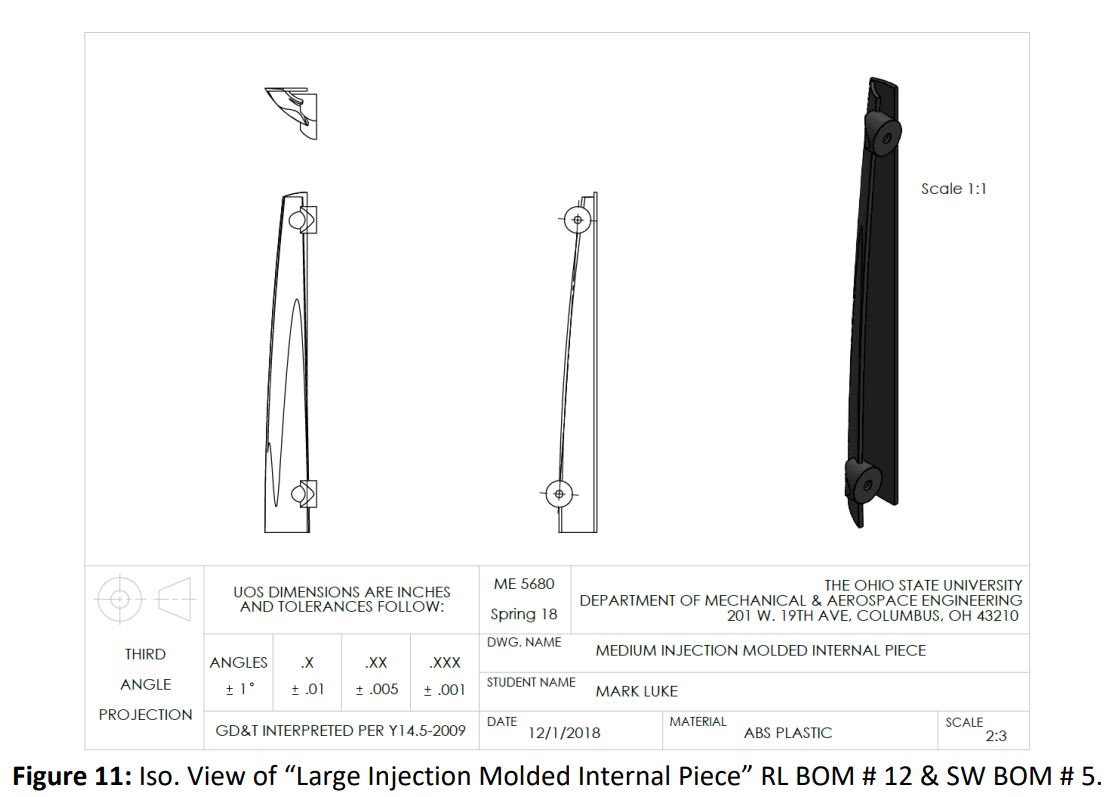 Scale 1:1
THIRD
ANGLE
PROJECTION
UOS DIMENSIONS ARE INCHES
AND TOLERANCES FOLLOW:
ANGLES
± 1°
.X
± .01
.XX
± .005
.XXX
± .001
GD&T INTERPRETED PER Y14.5-2009
ME 5680
Spring 18
THE OHIO STATE UNIVERSITY
DEPARTMENT OF MECHANICAL & AEROSPACE ENGINEERING
201 W. 19TH AVE, COLUMBUS, OH 43210
DWG. NAME
MEDIUM INJECTION MOLDED INTERNAL PIECE
STUDENT NAME
MARK LUKE
DATE
12/1/2018
MATERIAL
ABS PLASTIC
SCALE
2:3
Figure 11: Iso. View of “Large Injection Molded Internal Piece” RL BOM # 12 & SW BOM # 5.